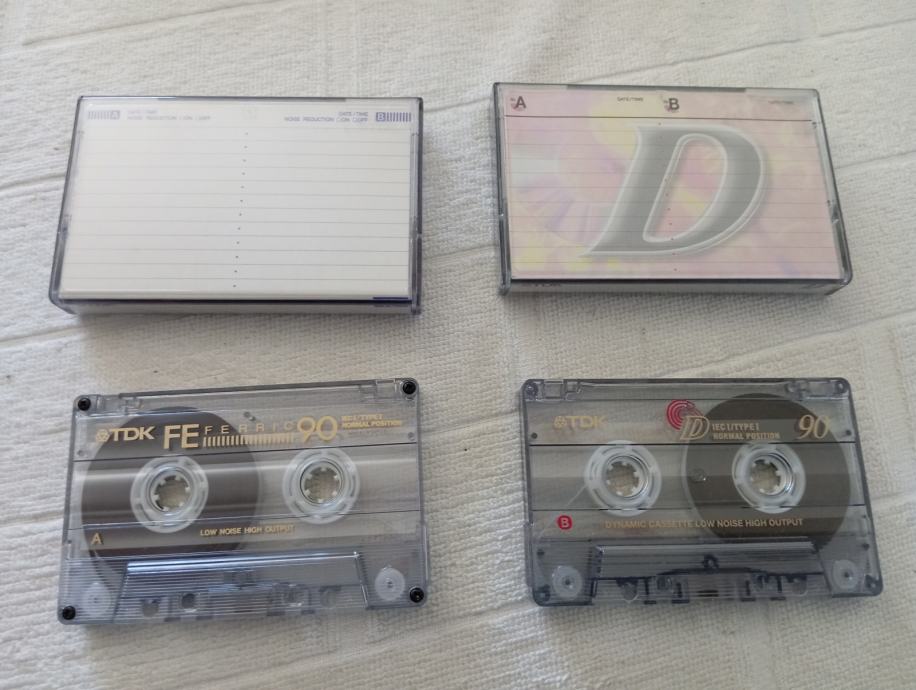 A DATE/TIME
NOISE REDUCTION □ON □OFF
DATE/TIME B
NOISE REDUCTION □ON □OFF
A DATE/TIME
B
D
TDK
TDK FE FERRIC 90 IEC I/TYPE I
NORMAL POSITION
A LOW NOISE HIGH OUTPUT
TDK D IEC I/TYPE I
NORMAL POSITION 90
B DYNAMIC CASSETTE LOW NOISE HIGH OUTPUT